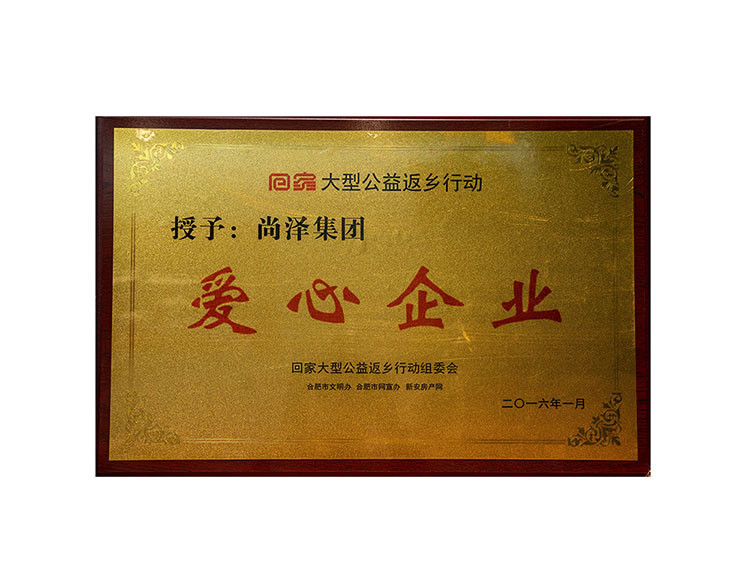 回家 大型公益返乡行动
授予：尚泽集团
爱心企业
回家大型公益返乡行动组委会
合肥市文明办 合肥市网宣办 新安房产网
二〇一六年一月